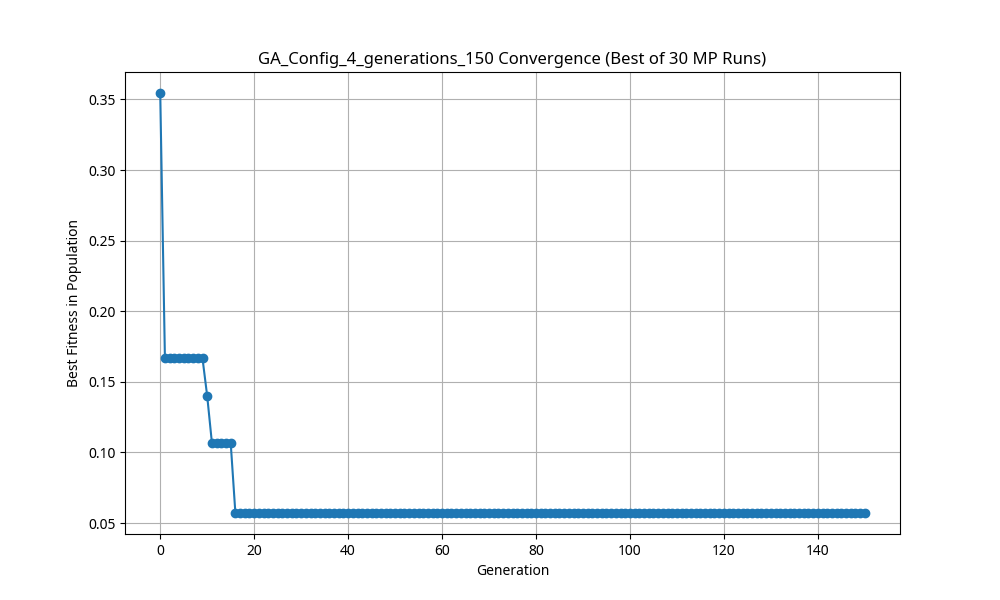 GA_Config_4_generations_150 Convergence (Best of 30 MP Runs)
Best Fitness in Population
0.35
0.30
0.25
0.20
0.15
0.10
0.05
0 20 40 60 80 100 120 140
Generation